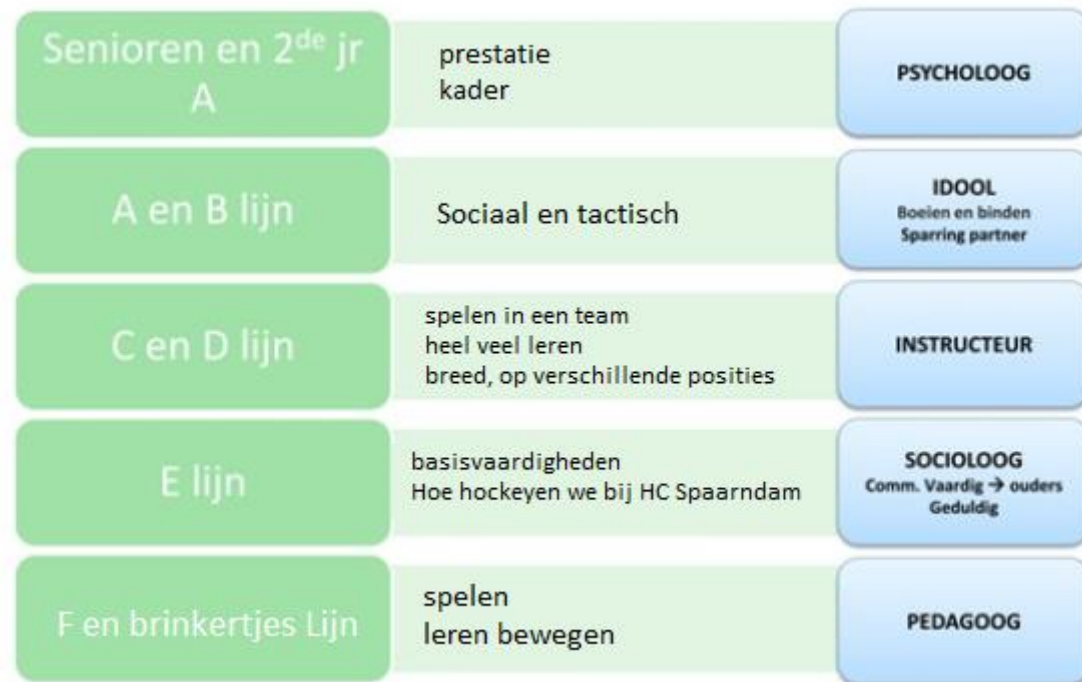 Senioren en 2de jr
A
prestatie
kader
PSYCHOLOOG
A en B lijn
Sociaal en tactisch
IDOOL
Boeien en binden
Sparring partner
C en D lijn
spelen in een team
heel veel leren
breed, op verschillende posities
INSTRUCTEUR
E lijn
basisvaardigheden
Hoe hockeyen we bij HC Spaarndam
SOCIOLOOG
Comm. Vaardig → ouders
Geduldig
F en brinkertjes Lijn
spelen
leren bewegen
PEDAGOOG